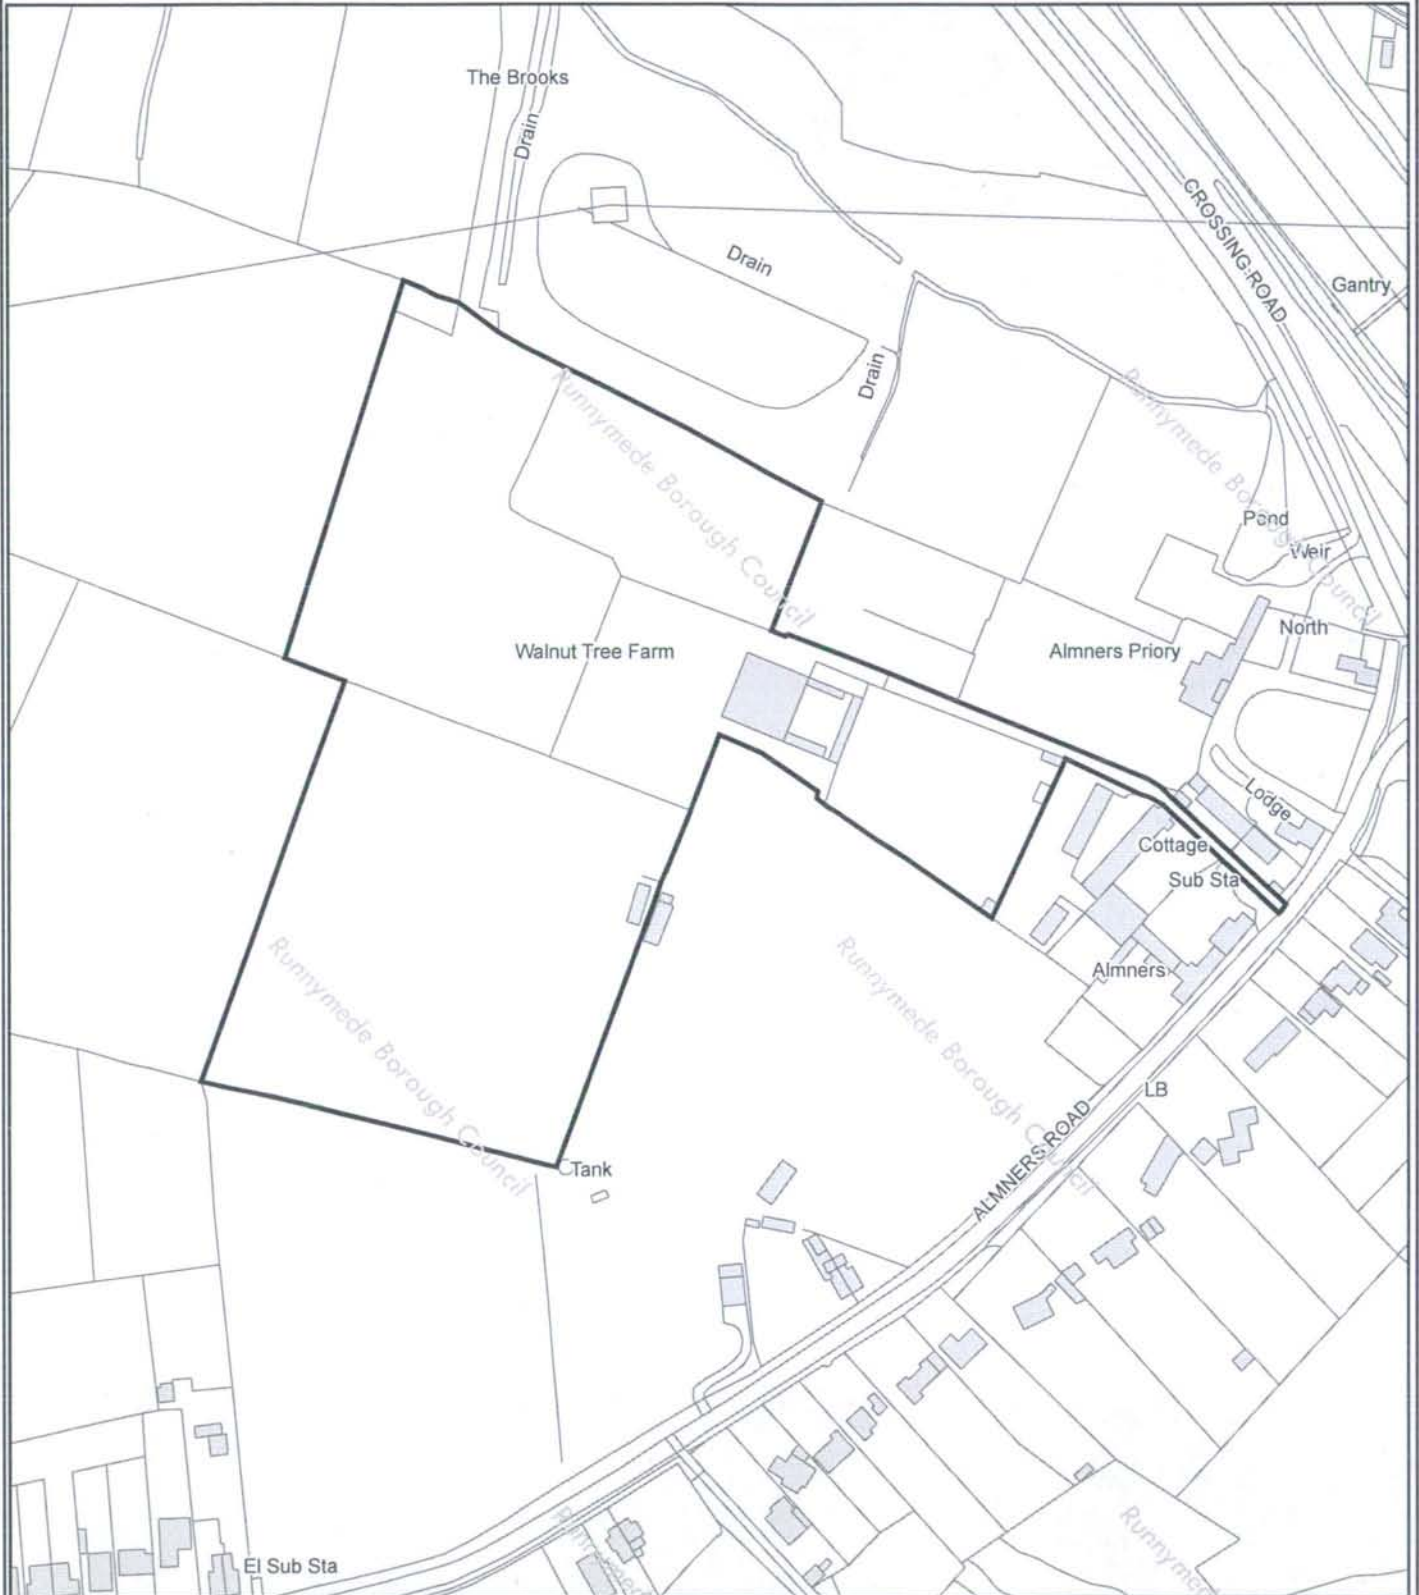 The Brooks
Drain
CROSSING ROAD
Drain
Gantry
Drain
Runnymede Borough Council
Runnymede Borough Council
Pond
Weir
North
Walnut Tree Farm
Almners Priory
Lodge
Cottage
Sub Sta
Runnymede Borough Council
Runnymede Borough Council
Almners
LB
ALMNERS ROAD
Tank
Runnymede
Runnymede
El Sub Sta